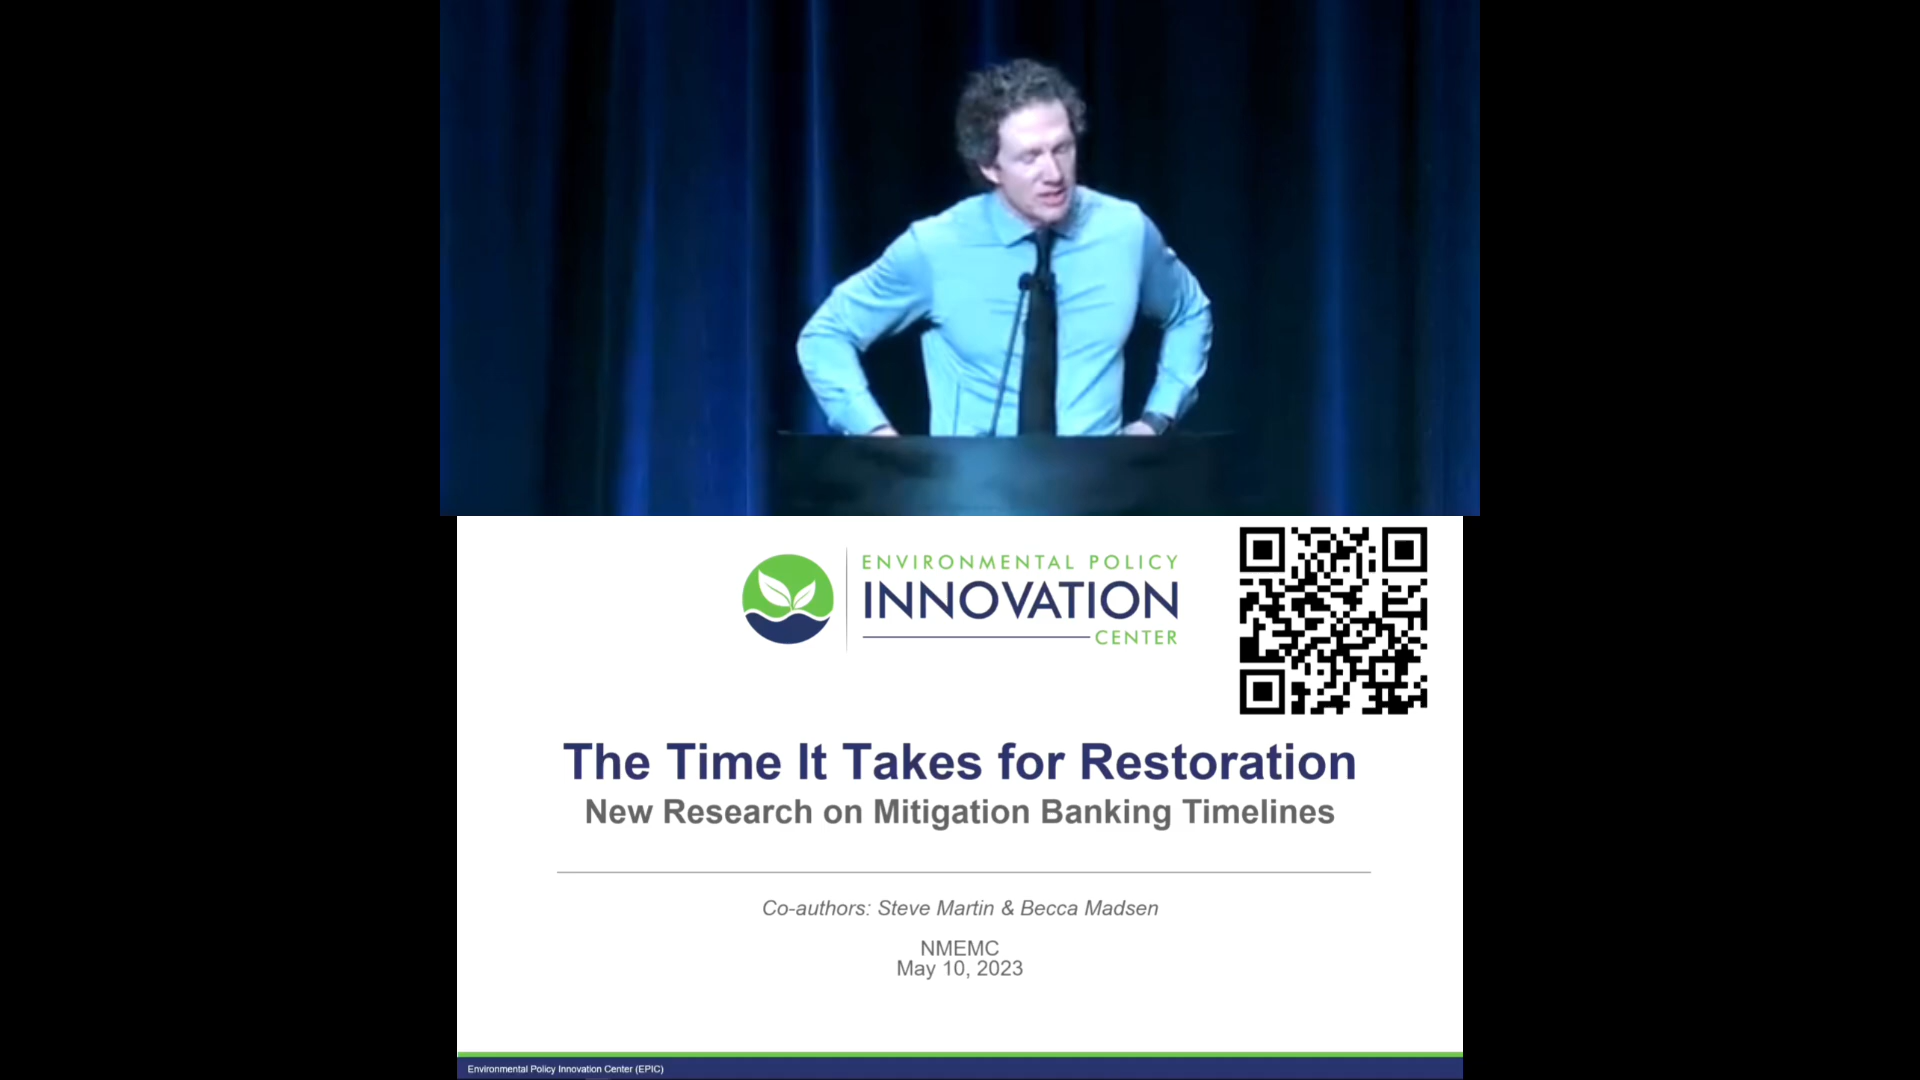 ENVIRONMENTAL POLICY
INNOVATION
CENTER
The Time It Takes for Restoration
New Research on Mitigation Banking Timelines
Co-authors: Steve Martin & Becca Madsen
NMEMC
May 10, 2023
Environmental Policy Innovation Center (EPIC)